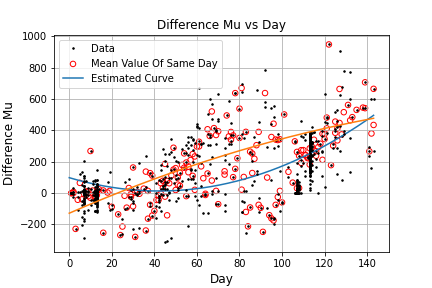 Difference Mu vs Day
1000
800
600
400
200
0
−200
Difference Mu
Data
Mean Value Of Same Day
Estimated Curve
0 20 40 60 80 100 120 140
Day